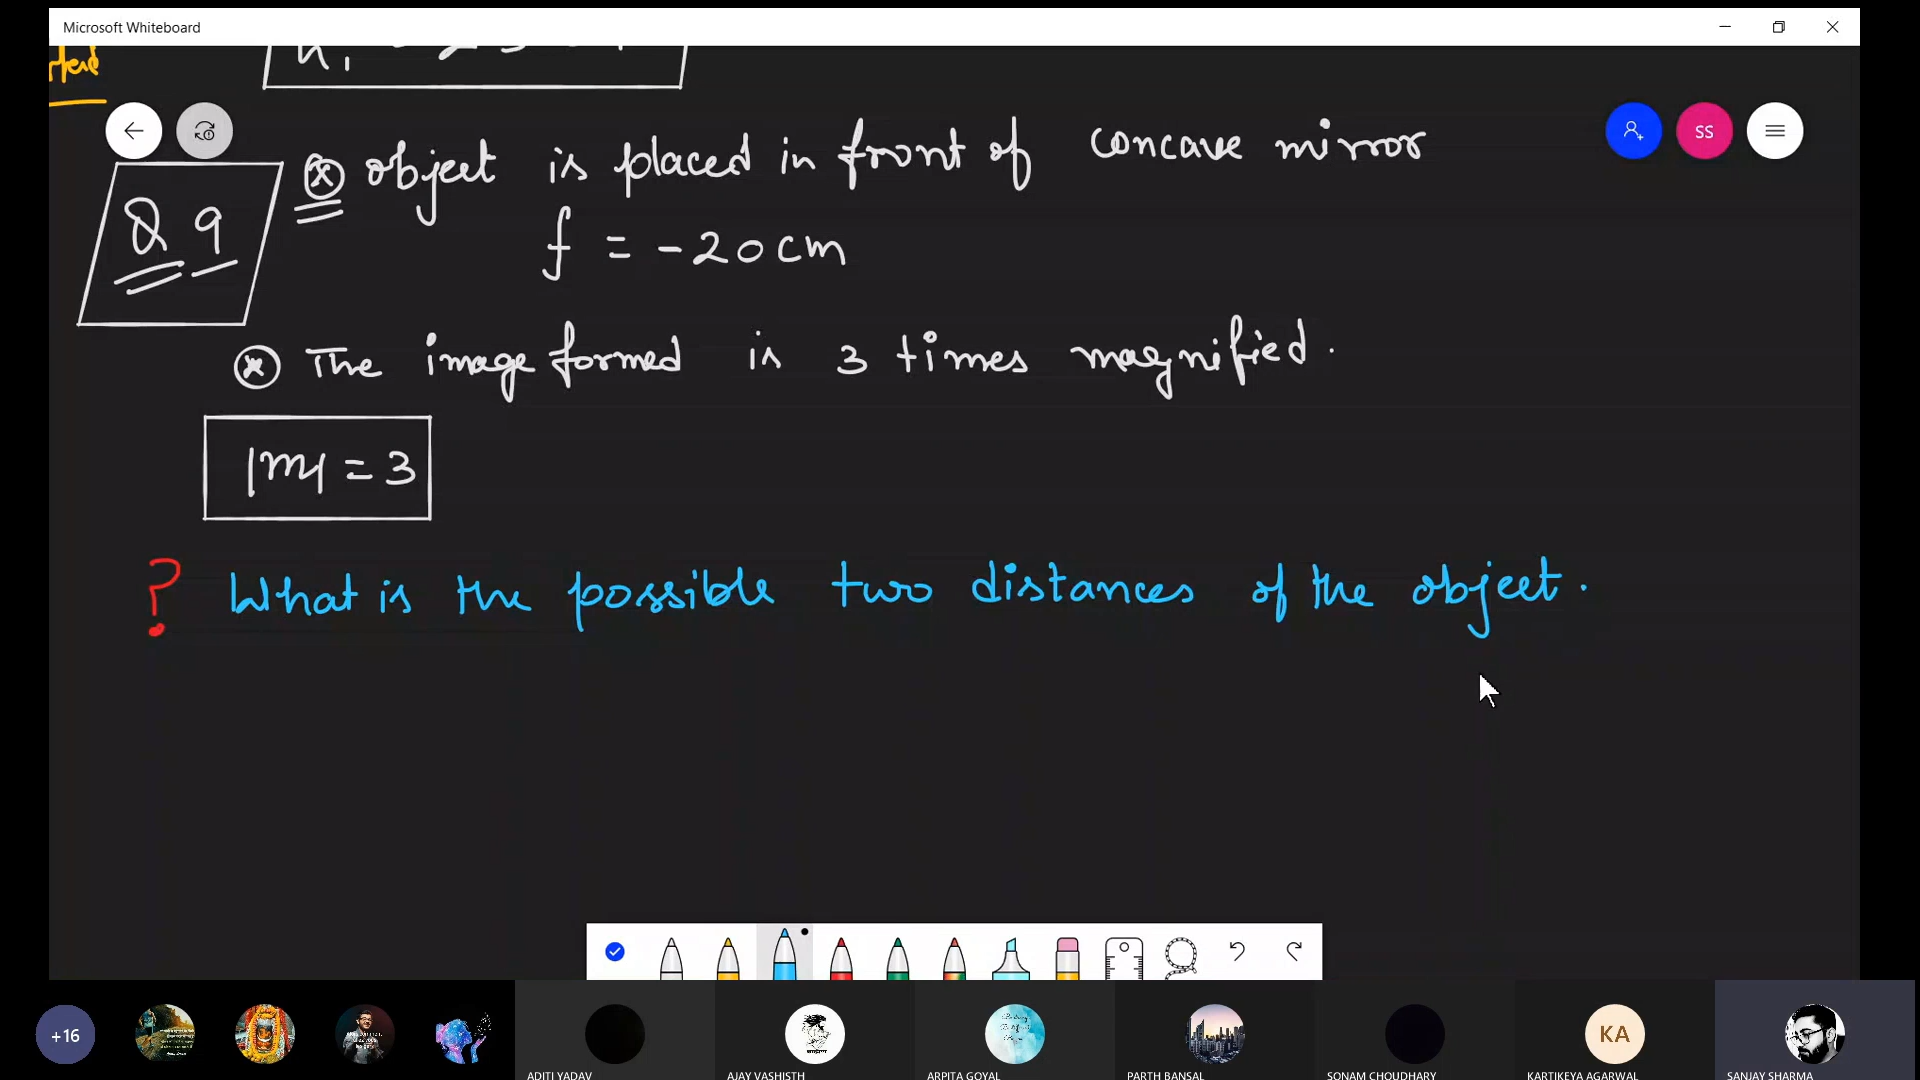 Microsoft Whiteboard
SS
Q 9
object is placed in front of concave mirror
f = -20cm
The image formed is 3 times magnified.
|m| = 3
? What is the possible two distances of the object.
+16
KA
ADITI YADAV
AJAY VASHISTH
ARPITA GOYAL
PARTH BANSAL
SONAM CHOUDHARY
KARTIKEYA AGARWAL
SANJAY SHARMA